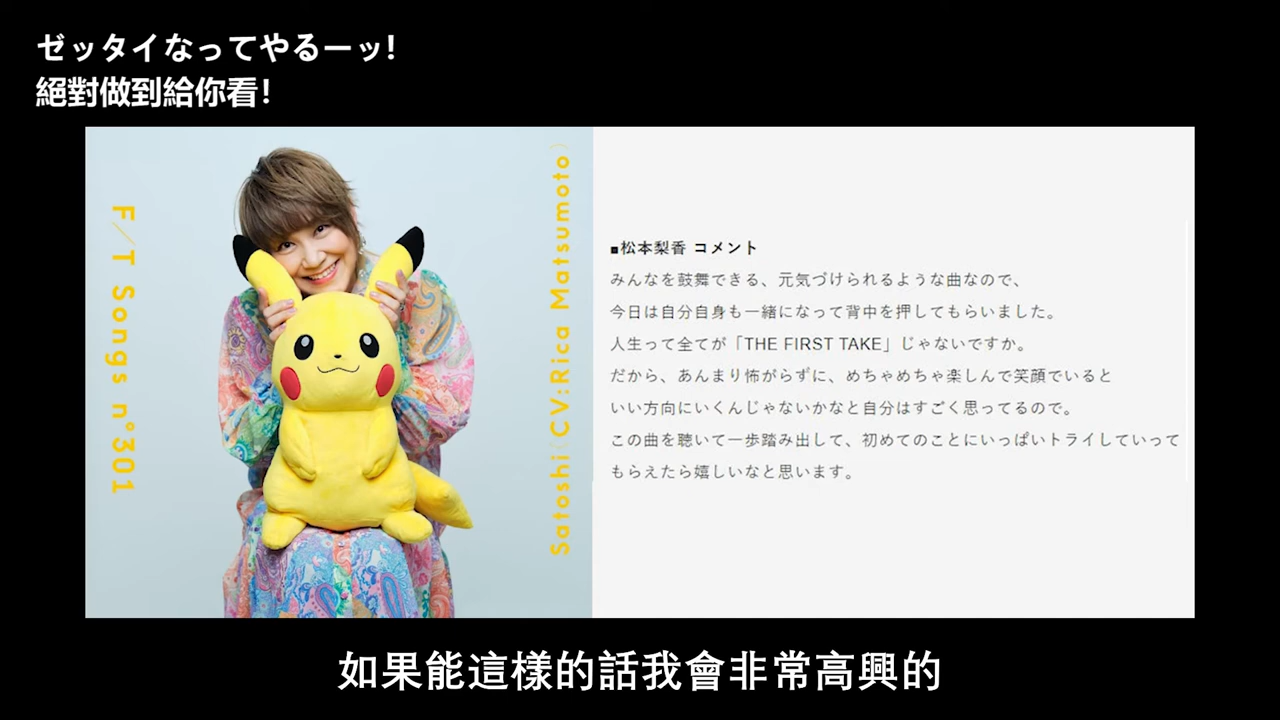 ゼッタイなってやるーッ!
絕對做到給你看!
F/T Songs n°301
Satoshi(CV:Rica Matsumoto)
■松本梨香 コメント
みんなを鼓舞できる、元気づけられるような曲なので、
今日は自分自身も一緒になって背中を押してもらいました。
人生って全てが「THE FIRST TAKE」じゃないですか。
だから、あんまり怖がらずに、めちゃめちゃ楽しんで笑顔でいると
いい方向にいくんじゃないかなと自分はすごく思ってるので。
この曲を聴いて一歩踏み出して、初めてのことにいっぱいトライしていって
もらえたら嬉しいなと思います。
如果能這樣的話我會非常高興的